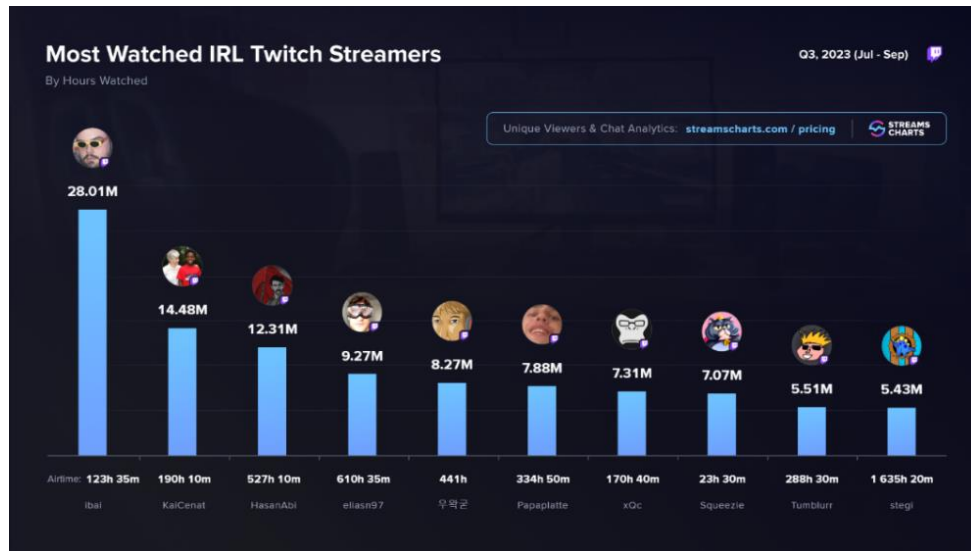 Most Watched IRL Twitch Streamers
Q3, 2023 (Jul - Sep)
By Hours Watched
Unique Viewers & Chat Analytics: streamscharts.com / pricing
STREAMS
CHARTS
28.01M
14.48M
12.31M
9.27M
8.27M
7.88M
7.31M
7.07M
5.51M
5.43M
Airtime: 123h 35m 190h 10m 527h 10m 610h 35m 441h 334h 50m 170h 40m 23h 30m 288h 30m 1 635h 20m
ibai KaiCenat HasanAbi eliasn97 우왁굳 Papaplatte xQc Squeezie Tumblurr stegi